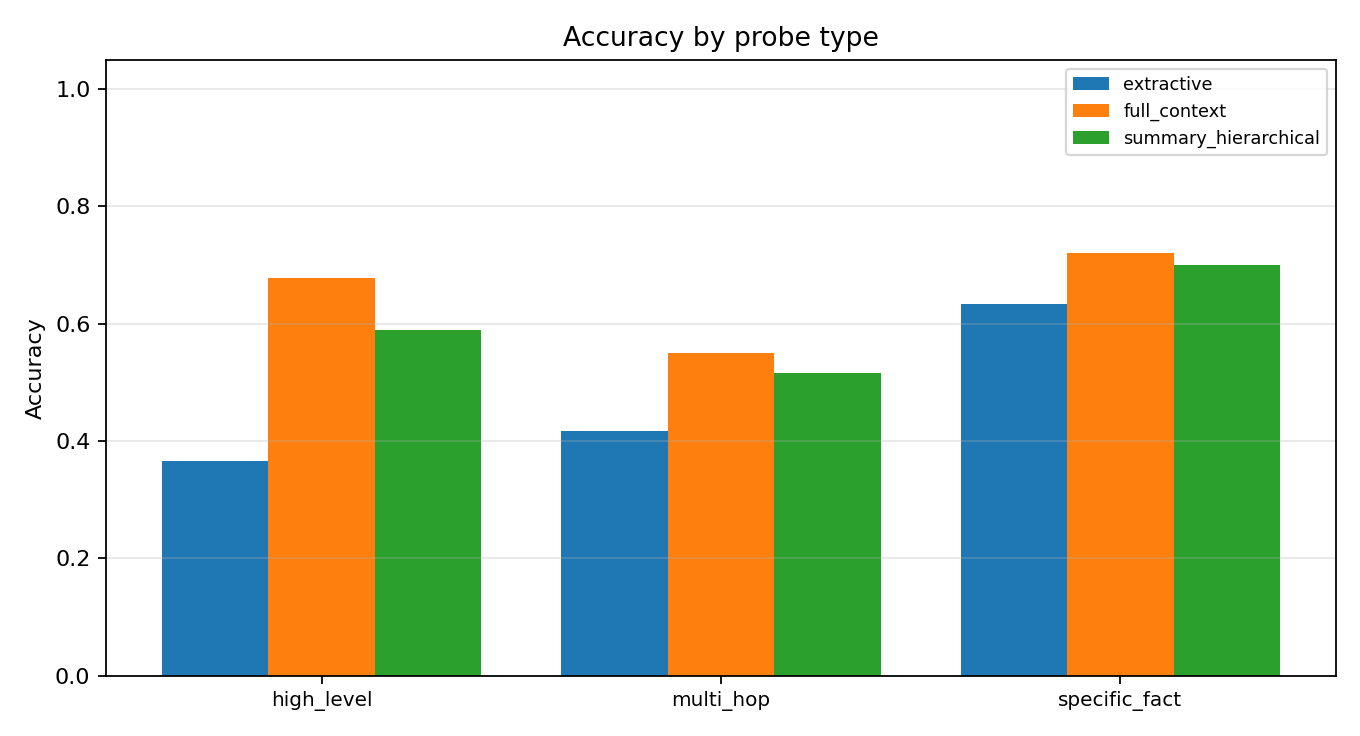 Accuracy by probe type
extractive
full_context
summary_hierarchical
Accuracy
1.0
0.8
0.6
0.4
0.2
0.0
high_level
multi_hop
specific_fact